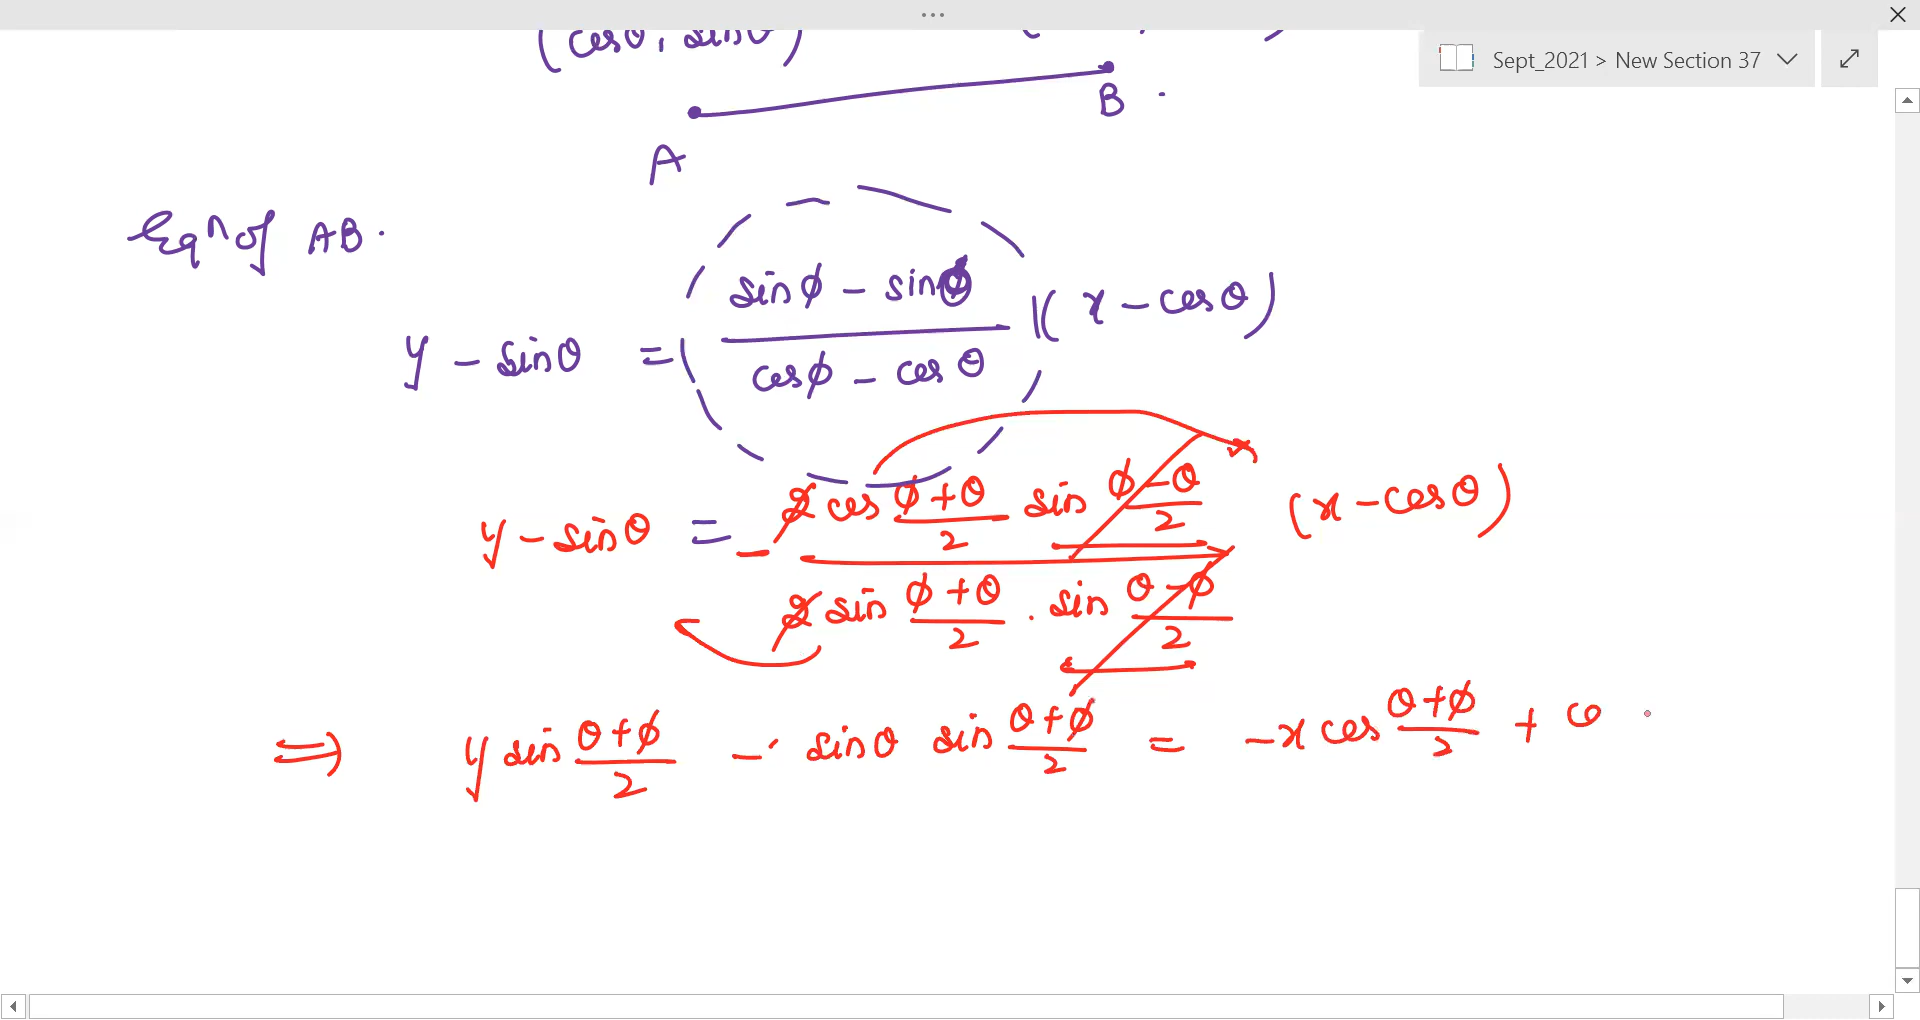 ...
Sept_2021 > New Section 37
(cosθ, sinθ)
A B .
Eqⁿ of AB.
y - sinθ = (sinφ - sinθ)/(cosφ - cosθ) (x - cosθ)
y - sinθ = - (2 cos (φ+θ)/2 sin (φ-θ)/2)/(2 sin (φ+θ)/2 . sin (θ-φ)/2) (x - cosθ)
⇒ y sin (θ+φ)/2 - sinθ sin (θ+φ)/2 = -x cos (θ+φ)/2 + co